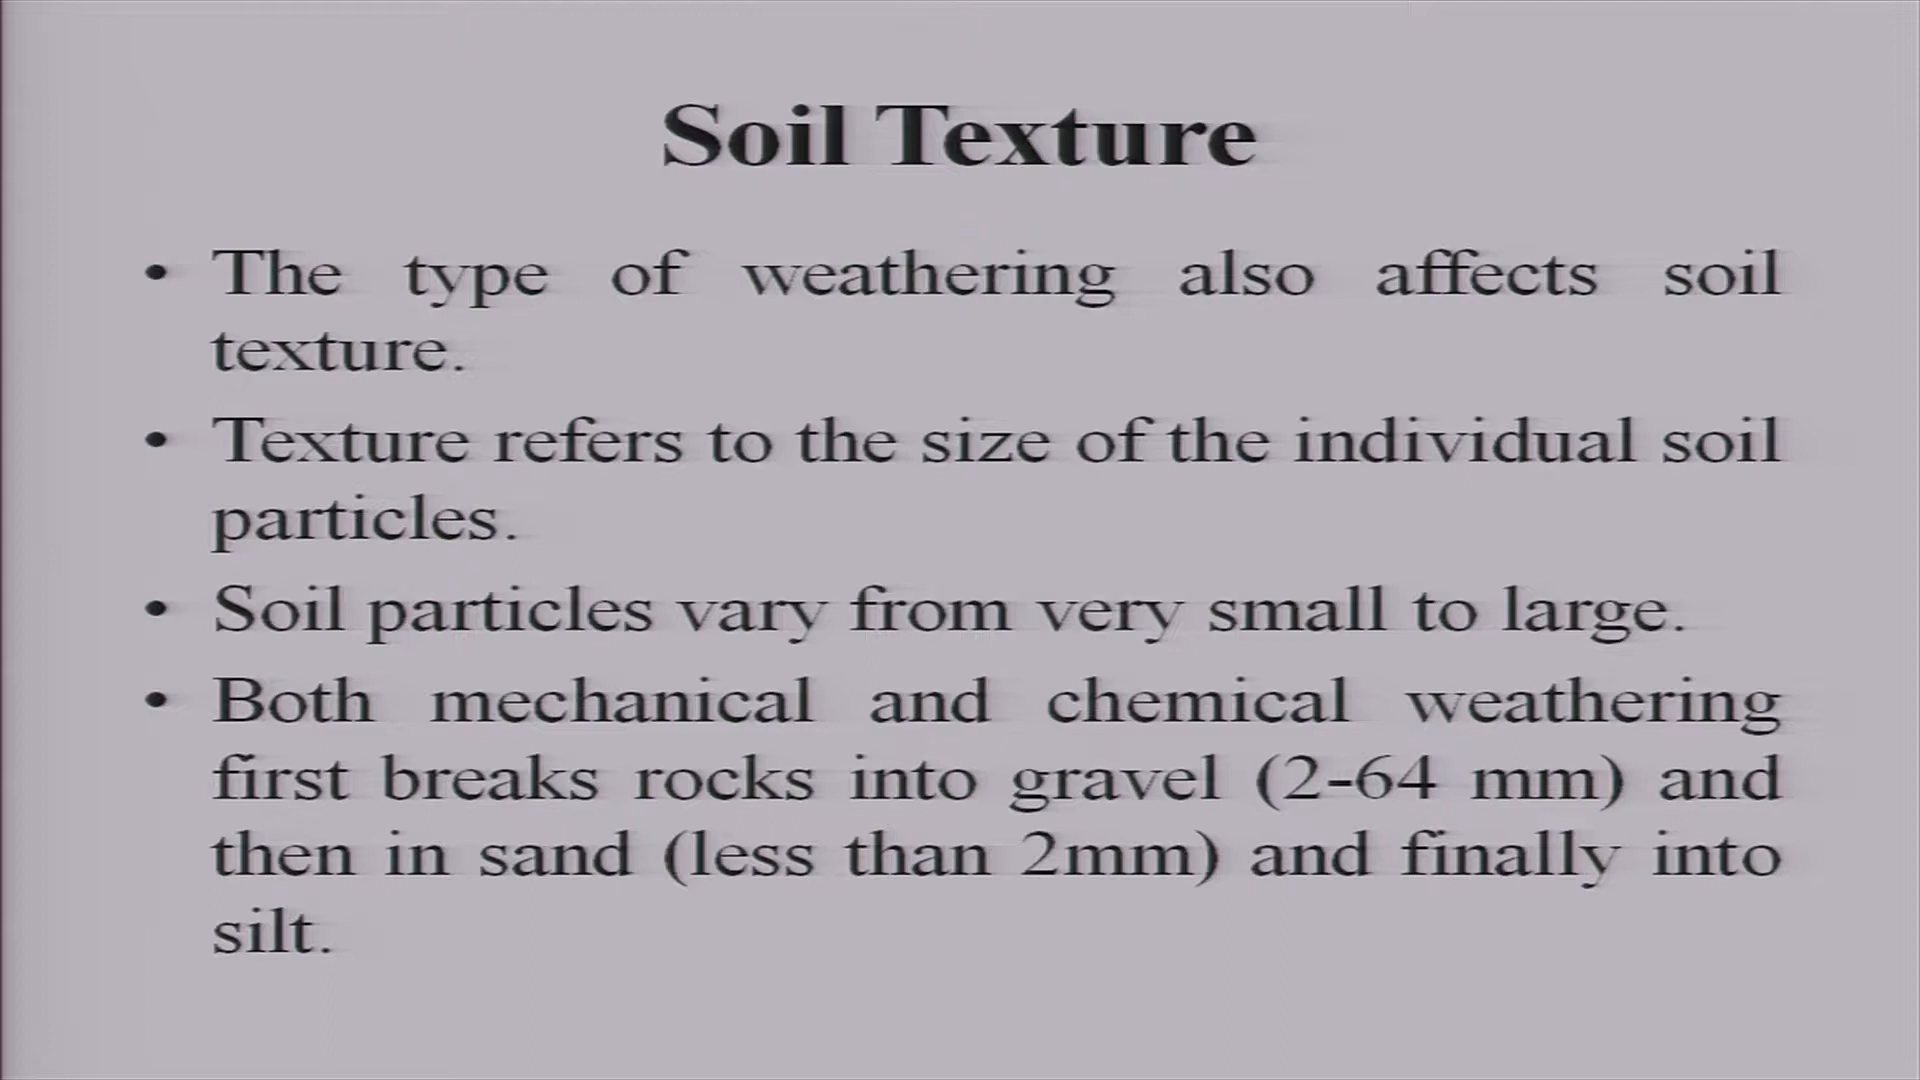 Soil Texture
• The type of weathering also affects soil
texture.
• Texture refers to the size of the individual soil
particles.
• Soil particles vary from very small to large.
• Both mechanical and chemical weathering
first breaks rocks into gravel (2-64 mm) and
then in sand (less than 2mm) and finally into
silt.